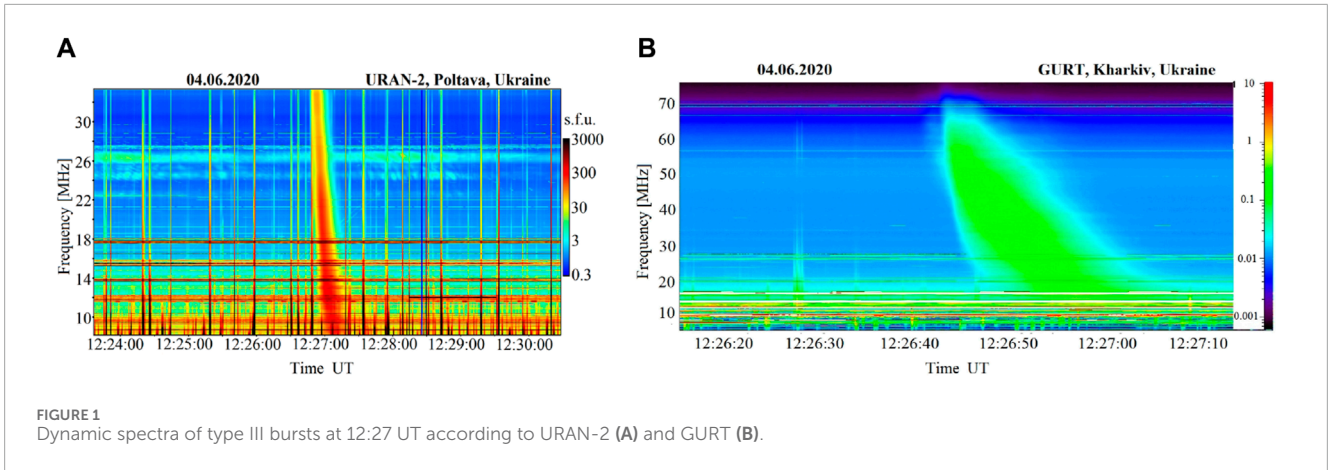 A
04.06.2020 URAN-2, Poltava, Ukraine
s.f.u.
3000
300
30
3
0.3
Frequency [MHz]
30
26
22
18
14
10
12:24:00 12:25:00 12:26:00 12:27:00 12:28:00 12:29:00 12:30:00
Time UT
B
04.06.2020 GURT, Kharkiv, Ukraine
10
1
0.1
0.01
0.001
Frequency [MHz]
70
60
50
40
30
20
10
12:26:20 12:26:30 12:26:40 12:26:50 12:27:00 12:27:10
Time UT
FIGURE 1
Dynamic spectra of type III bursts at 12:27 UT according to URAN-2 (A) and GURT (B).